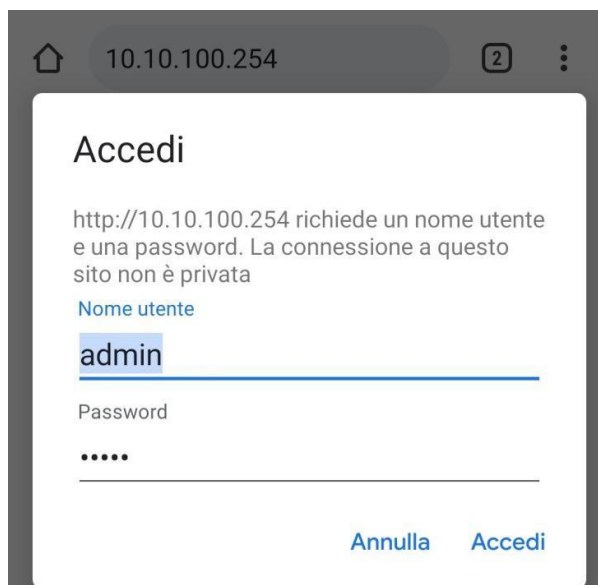 10.10.100.254
2
Accedi
http://10.10.100.254 richiede un nome utente
e una password. La connessione a questo
sito non è privata
Nome utente
admin
Password
•••••
Annulla Accedi